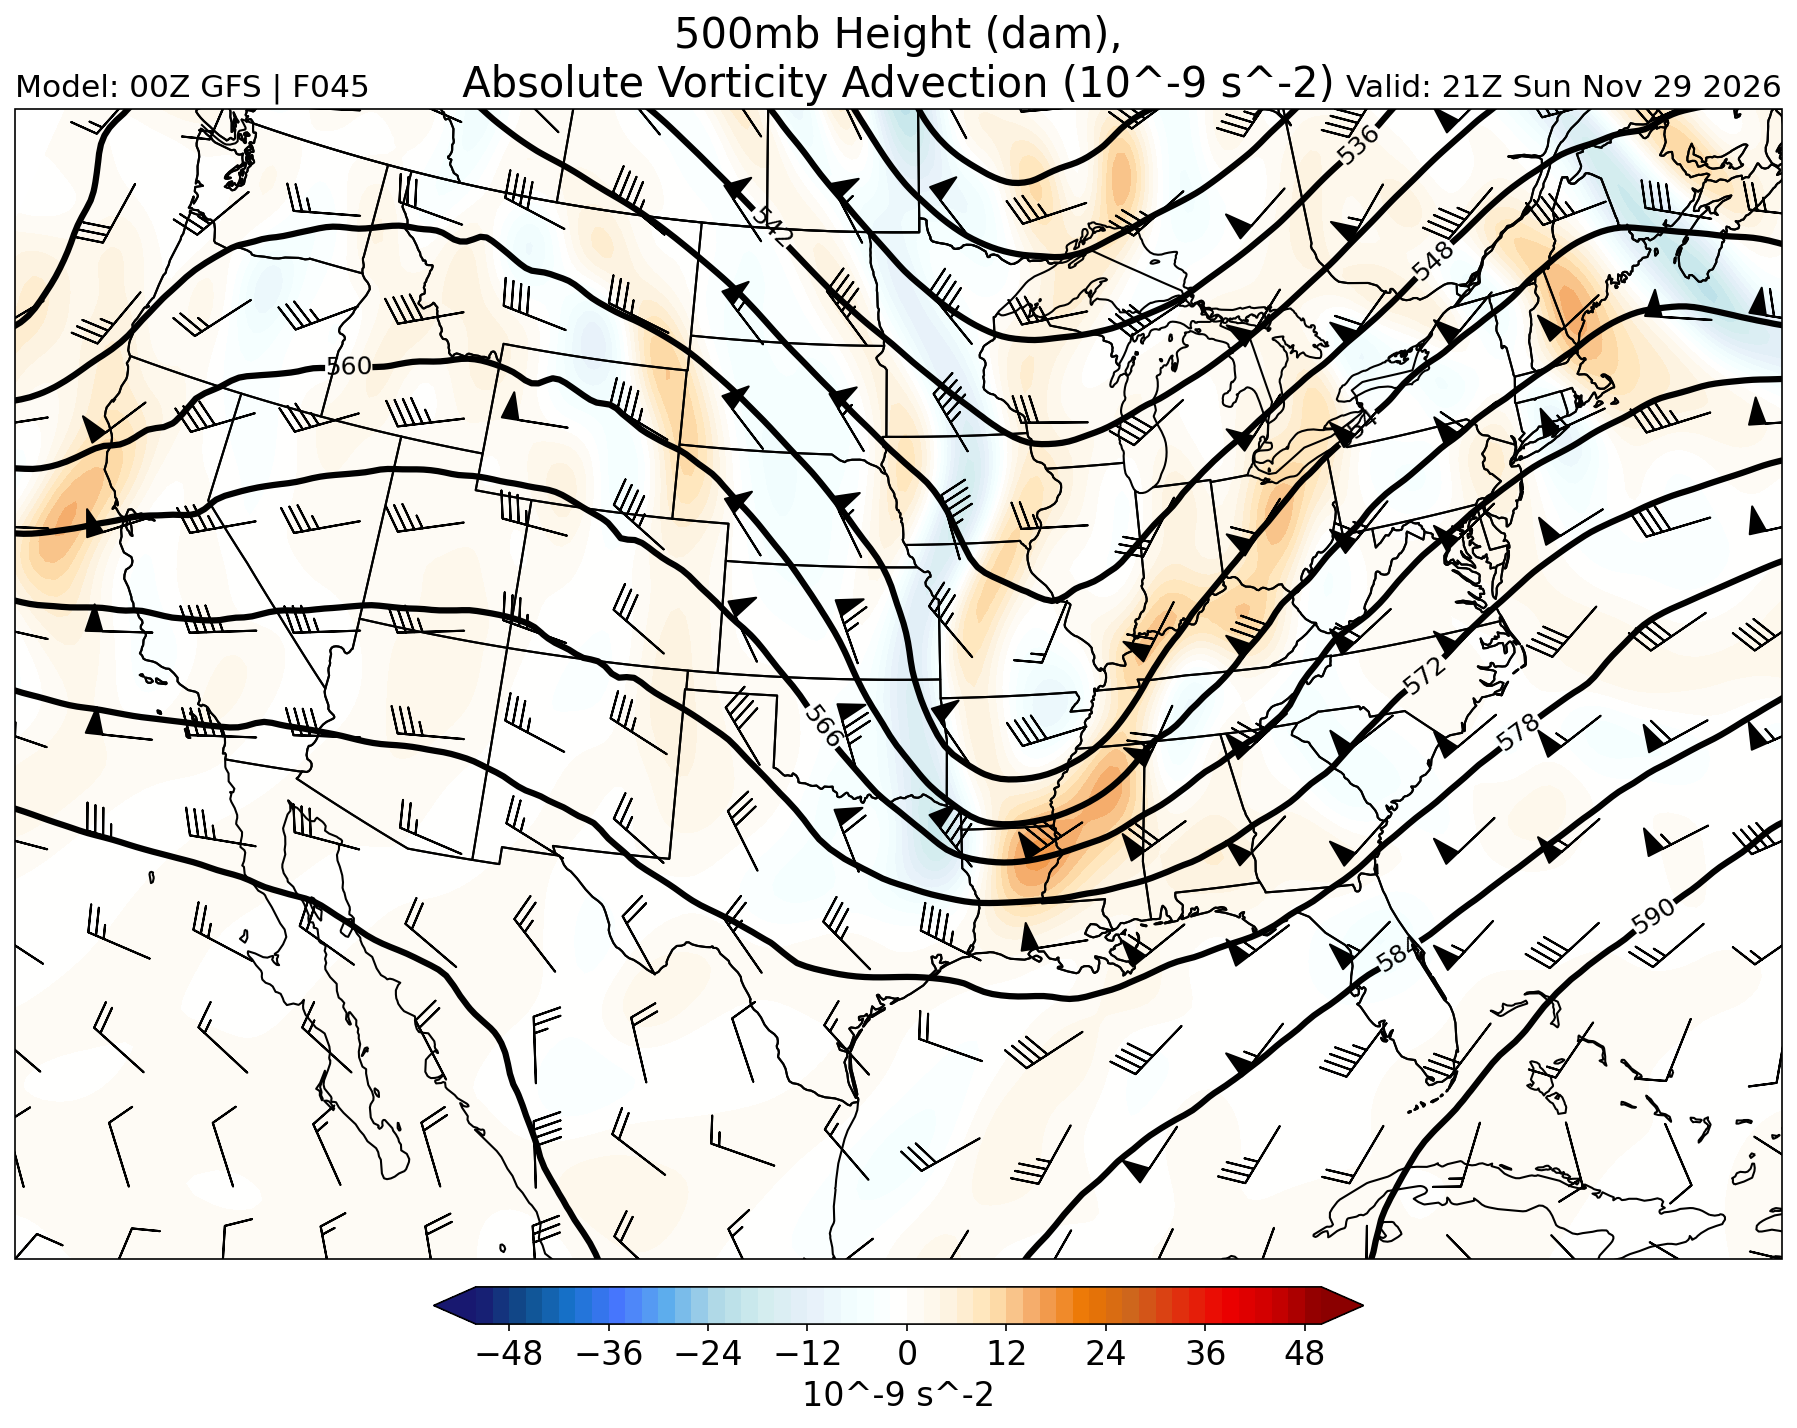 500mb Height (dam),
Model: 00Z GFS | F045
Absolute Vorticity Advection (10^-9 s^-2)
Valid: 21Z Sun Nov 29 2026
536
542
548
560
554
572
566
578
590
584
−48 −36 −24 −12 0 12 24 36 48
10^-9 s^-2